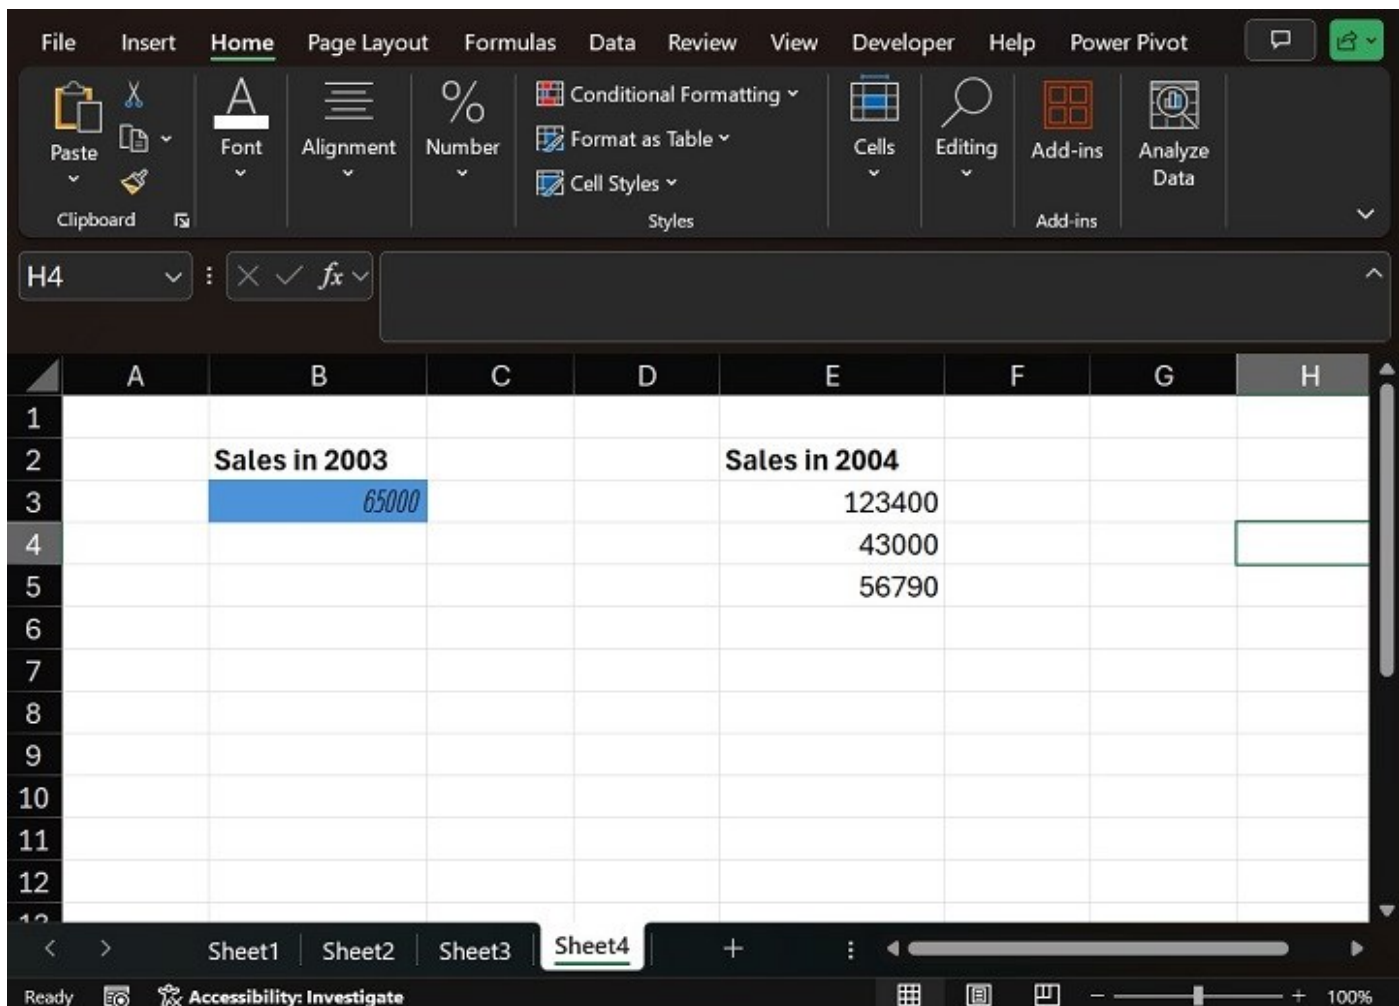 File Insert Home Page Layout Formulas Data Review View Developer Help Power Pivot
Paste
Clipboard
Font
Alignment
%
Number
Conditional Formatting
Format as Table
Cell Styles
Styles
Cells
Editing
Add-ins
Add-ins
Analyze
Data
H4
fx
A B C D E F G H
1
2 Sales in 2003 Sales in 2004
3 65000 123400
4 43000
5 56790
6
7
8
9
10
11
12
13
Sheet1 Sheet2 Sheet3 Sheet4 +
Ready Accessibility: Investigate − + 100%